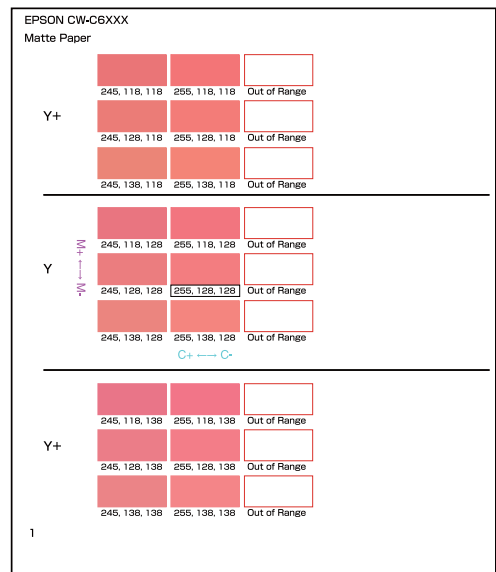 EPSON CW-C6XXX
Matte Paper
245, 118, 118 255, 118, 118 Out of Range
Y+
245, 128, 118 255, 128, 118 Out of Range
245, 138, 118 255, 138, 118 Out of Range
245, 118, 128 255, 118, 128 Out of Range
Y
M+ ←→ M-
245, 128, 128 255, 128, 128 Out of Range
245, 138, 128 255, 138, 128 Out of Range
C+ ←→ C-
245, 118, 138 255, 118, 138 Out of Range
Y+
245, 128, 138 255, 128, 138 Out of Range
245, 138, 138 255, 138, 138 Out of Range
1